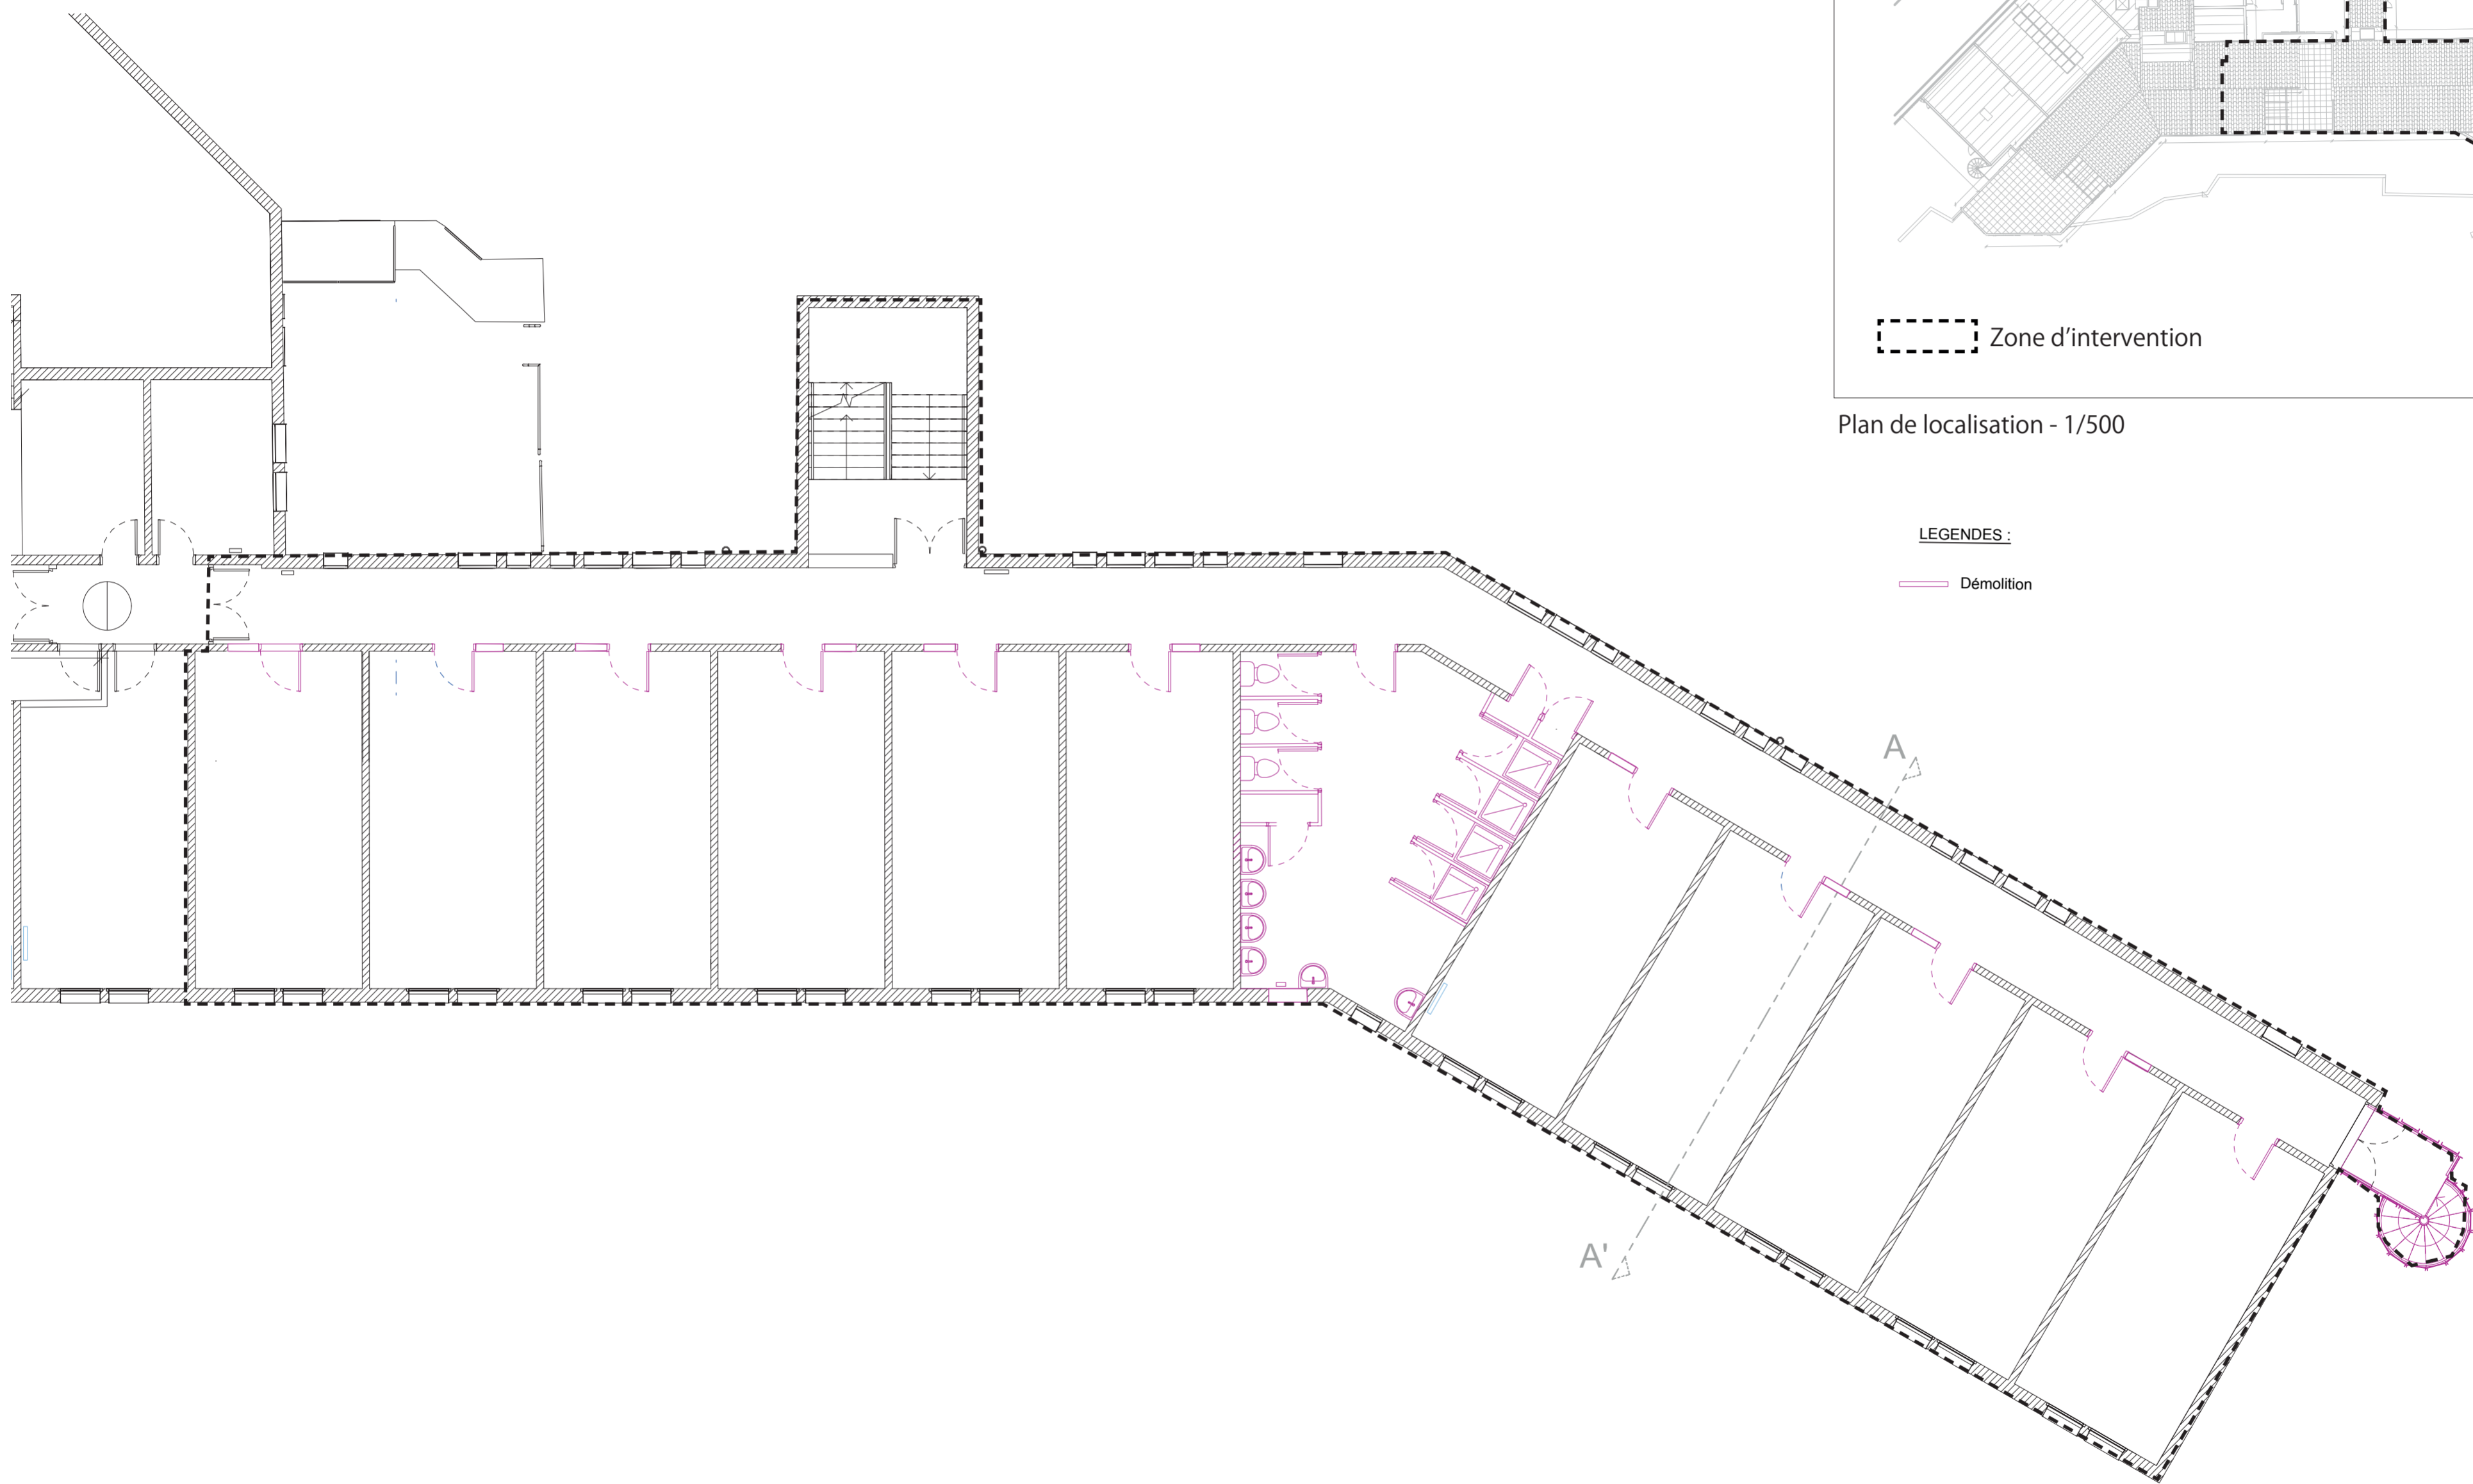 Zone d’intervention
Plan de localisation - 1/500
LEGENDES :
Démolition
A
A'